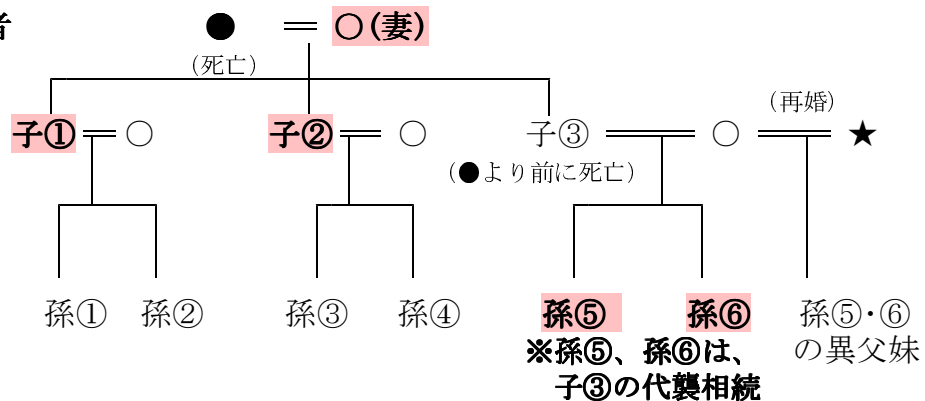 者
● ＝ ○(妻)
(死亡)
(再婚)
子① ○ 子② ○ 子③ ○ ★
(●より前に死亡)
孫① 孫② 孫③ 孫④ 孫⑤ 孫⑥ 孫⑤・⑥
の異父妹
※孫⑤、孫⑥は、
子③の代襲相続